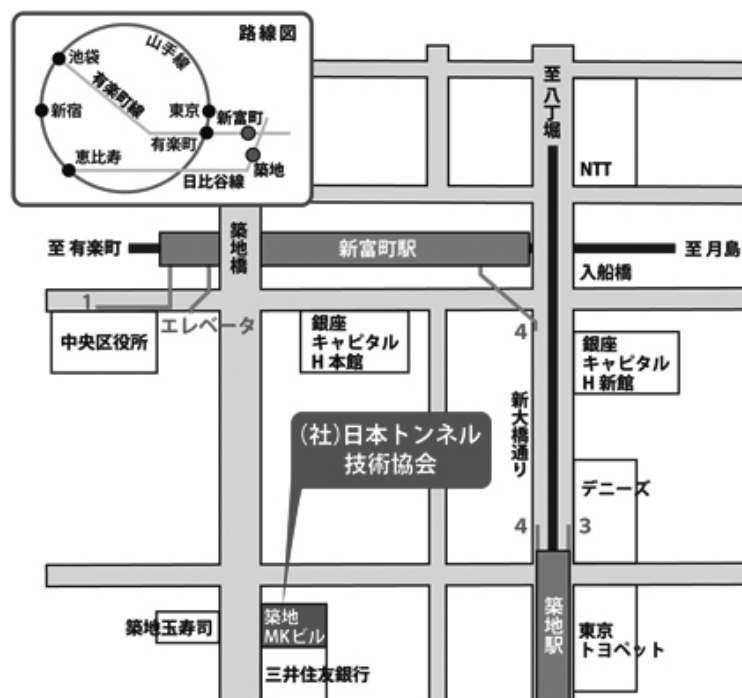 路線図
山手線
池袋
有楽町線
新宿
東京
新富町
有楽町
恵比寿
築地
日比谷線
至 八丁堀
NTT
築地橋
至 有楽町
新富町駅
至 月島
入船橋
1
エレベータ
中央区役所
銀座
キャピタル
H 本館
4
銀座
キャピタル
H 新館
新大橋通り
(社)日本トンネル
技術協会
デニーズ
4
3
築地
MKビル
築地玉寿司
三井住友銀行
築地駅
東京
トヨペット